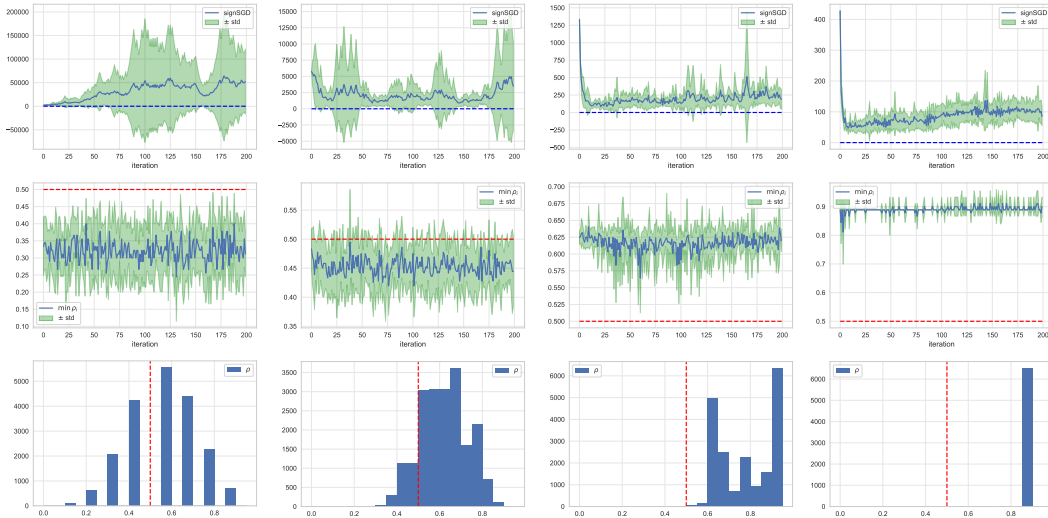 200000
150000
100000
50000
0
−50000
0 25 50 75 100 125 150 175 200
iteration
signSGD
± std
15000
12500
10000
7500
5000
2500
0
−2500
−5000
0 25 50 75 100 125 150 175 200
iteration
signSGD
± std
1500
1250
1000
750
500
250
0
−250
−500
0 25 50 75 100 125 150 175 200
iteration
signSGD
± std
400
300
200
100
0
0 25 50 75 100 125 150 175 200
iteration
signSGD
± std
0.50
0.45
0.40
0.35
0.30
0.25
0.20
0.15
0.10
0 25 50 75 100 125 150 175 200
iteration
min ρi
± std
0.55
0.50
0.45
0.40
0.35
0 25 50 75 100 125 150 175 200
iteration
min ρi
± std
0.700
0.675
0.650
0.625
0.600
0.575
0.550
0.525
0.500
0 25 50 75 100 125 150 175 200
iteration
min ρi
± std
0.9
0.8
0.7
0.6
0.5
0 25 50 75 100 125 150 175 200
iteration
min ρi
± std
5000
4000
3000
2000
1000
0
0.0 0.2 0.4 0.6 0.8
ρ
3500
3000
2500
2000
1500
1000
500
0
0.0 0.2 0.4 0.6 0.8
ρ
6000
5000
4000
3000
2000
1000
0
0.0 0.2 0.4 0.6 0.8
ρ
6000
5000
4000
3000
2000
1000
0
0.0 0.2 0.4 0.6 0.8
ρ